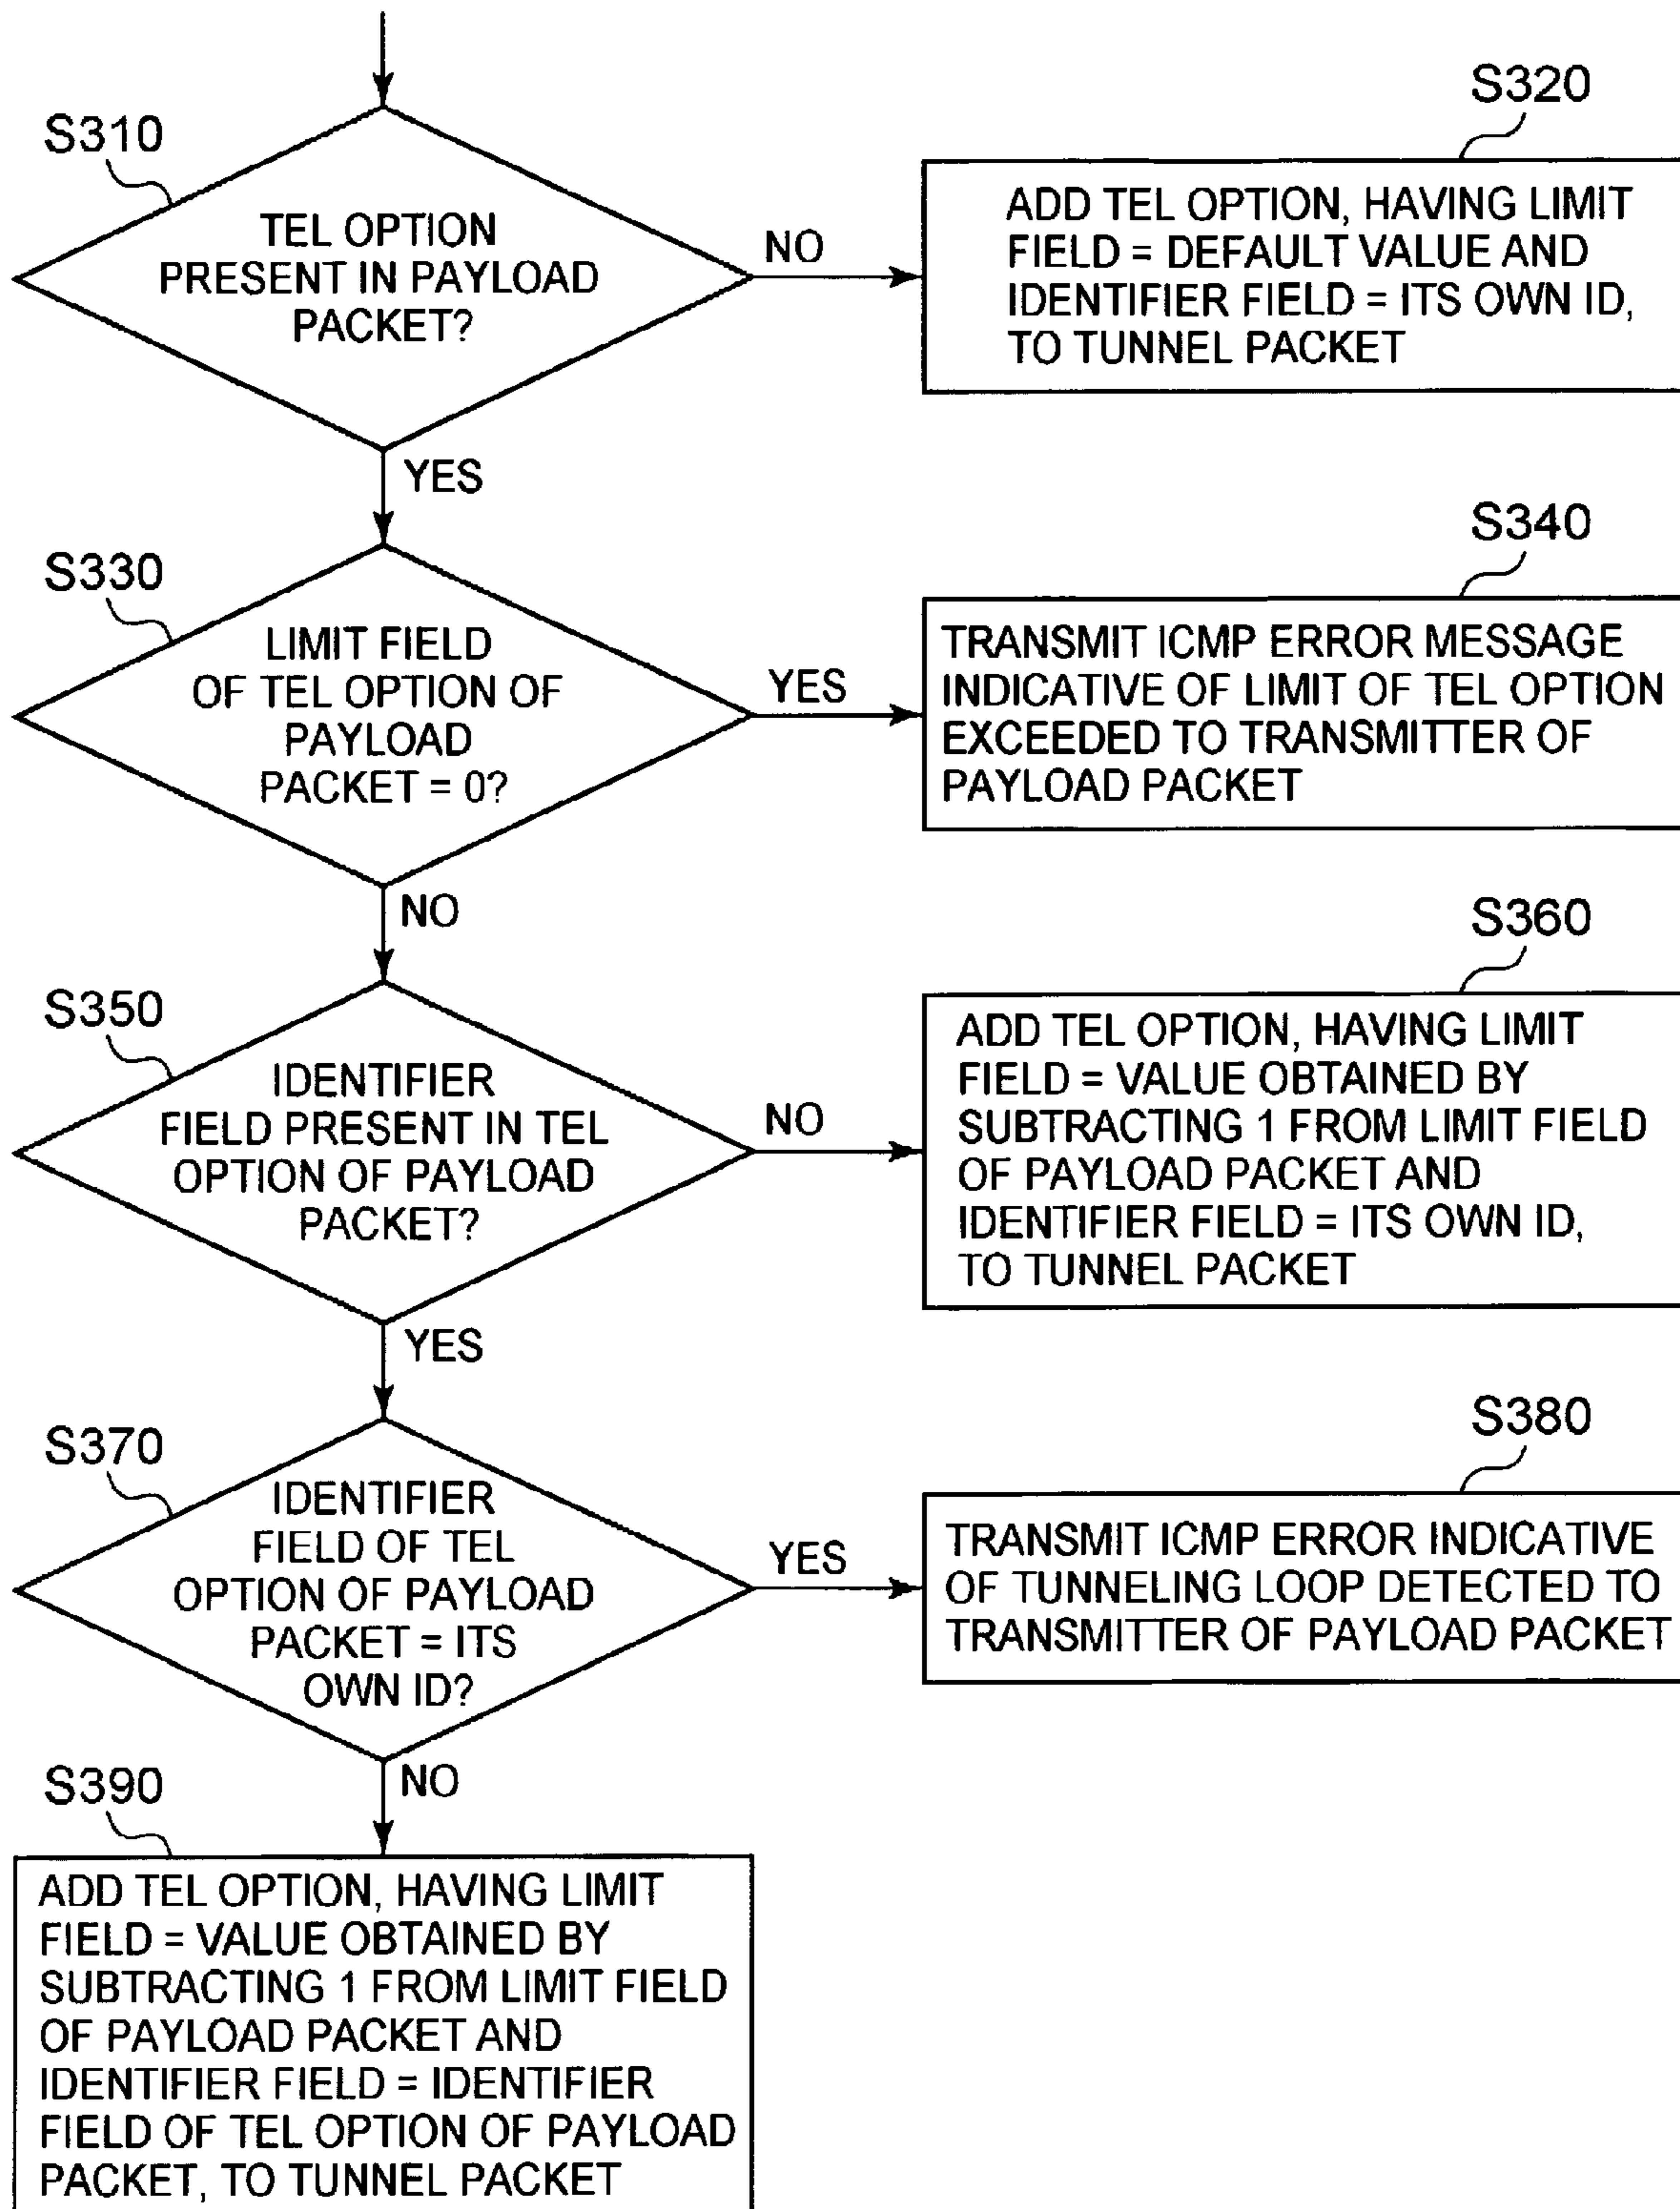 S310
TEL OPTION
PRESENT IN PAYLOAD
PACKET?
NO
S320
ADD TEL OPTION, HAVING LIMIT
FIELD = DEFAULT VALUE AND
IDENTIFIER FIELD = ITS OWN ID,
TO TUNNEL PACKET
YES
S330
LIMIT FIELD
OF TEL OPTION OF
PAYLOAD
PACKET = 0?
YES
S340
TRANSMIT ICMP ERROR MESSAGE
INDICATIVE OF LIMIT OF TEL OPTION
EXCEEDED TO TRANSMITTER OF
PAYLOAD PACKET
NO
S350
IDENTIFIER
FIELD PRESENT IN TEL
OPTION OF PAYLOAD
PACKET?
NO
S360
ADD TEL OPTION, HAVING LIMIT
FIELD = VALUE OBTAINED BY
SUBTRACTING 1 FROM LIMIT FIELD
OF PAYLOAD PACKET AND
IDENTIFIER FIELD = ITS OWN ID,
TO TUNNEL PACKET
YES
S370
IDENTIFIER
FIELD OF TEL
OPTION OF PAYLOAD
PACKET = ITS
OWN ID?
YES
S380
TRANSMIT ICMP ERROR INDICATIVE
OF TUNNELING LOOP DETECTED TO
TRANSMITTER OF PAYLOAD PACKET
NO
S390
ADD TEL OPTION, HAVING LIMIT
FIELD = VALUE OBTAINED BY
SUBTRACTING 1 FROM LIMIT FIELD
OF PAYLOAD PACKET AND
IDENTIFIER FIELD = IDENTIFIER
FIELD OF TEL OPTION OF PAYLOAD
PACKET, TO TUNNEL PACKET